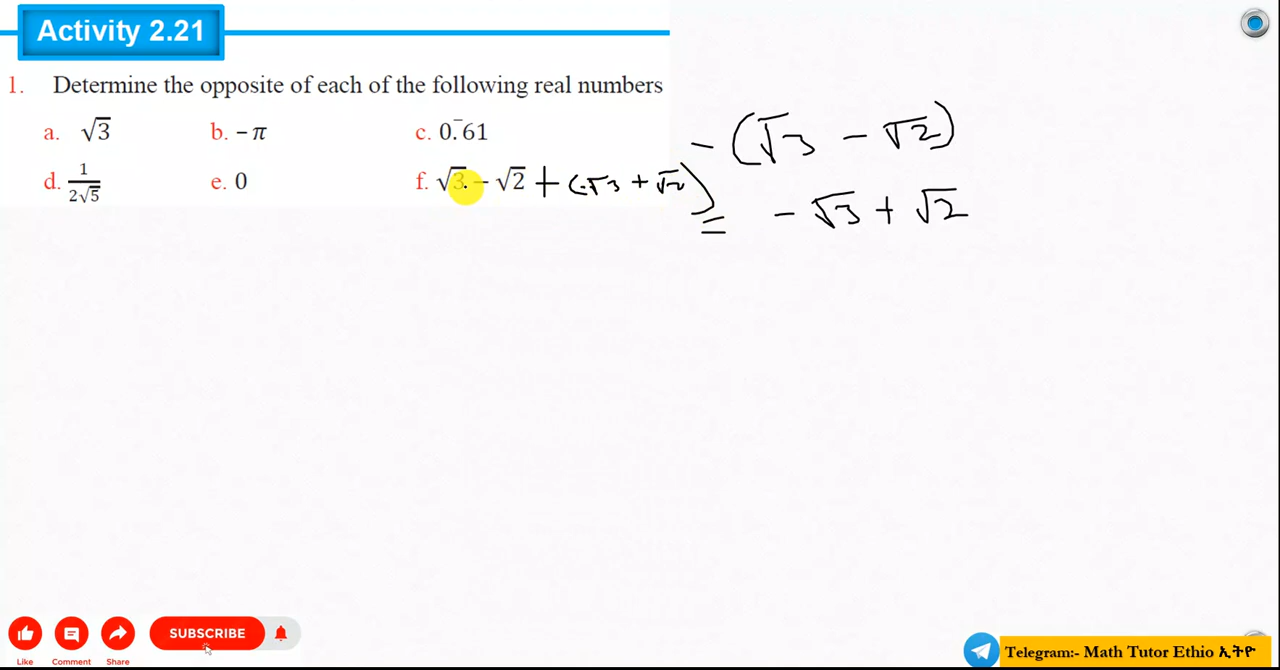 Activity 2.21
1. Determine the opposite of each of the following real numbers
a. √3 b. − π c. 0.̅61
d. 1/2√5 e. 0 f. √3 − √2 + (-√3 + √2) =
− (√3 − √2)
− √3 + √2
Like Comment Share SUBSCRIBE
Telegram:- Math Tutor Ethio ኢትዮ